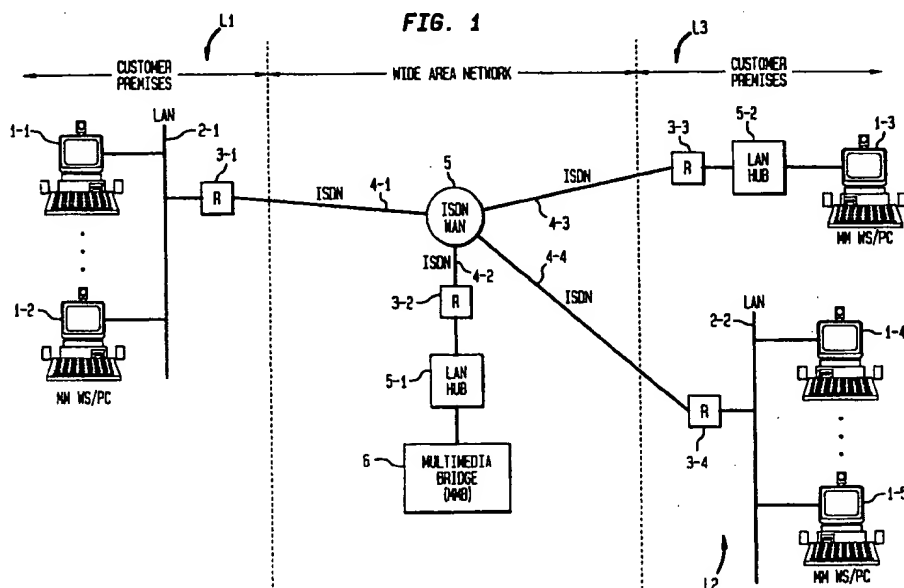 FIG. 1
L1
L3
CUSTOMER
PREMISES
WIDE AREA NETWORK
CUSTOMER
PREMISES
LAN
1-1
2-1
3-1
R
ISDN
4-1
5
ISDN
WAN
ISDN
4-3
3-3
R
5-2
LAN
HUB
1-3
MM WS/PC
ISDN
4-2
4-4
ISDN
3-2
R
1-2
MM WS/PC
5-1
LAN
HUB
LAN
2-2
1-4
R
3-4
6
MULTIMEDIA
BRIDGE
(MMB)
1-5
L2
MM WS/PC